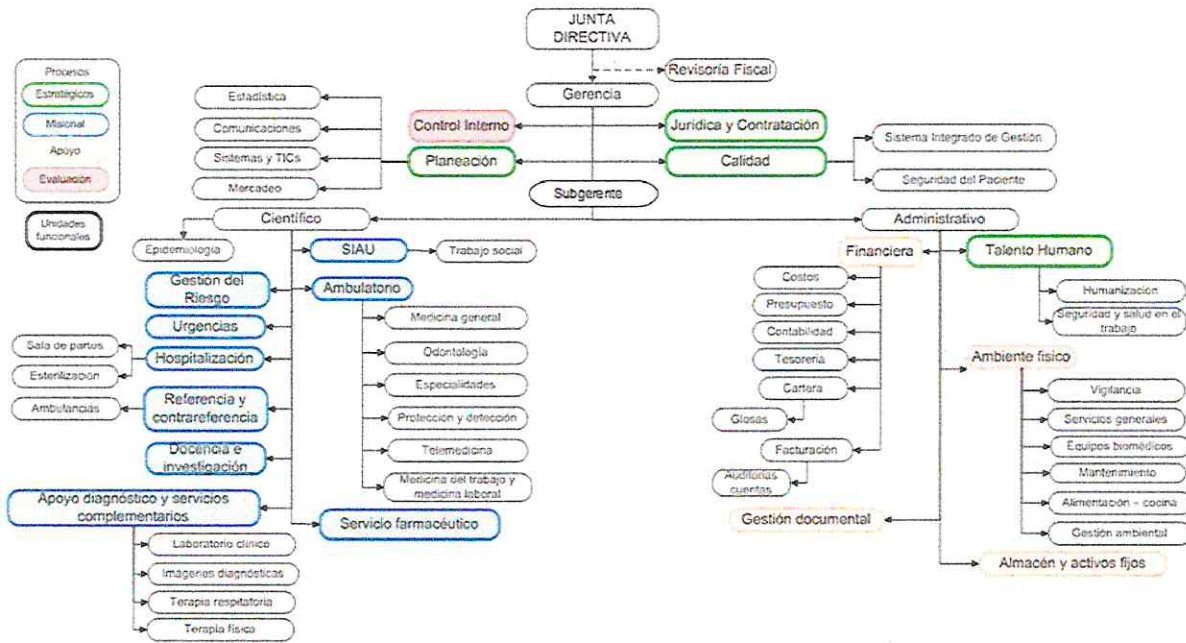 JUNTA
DIRECTIVA
Revisoría Fiscal
Gerencia
Procesos
Estratégicos
Misional
Apoyo
Evaluación
Unidades
funcionales
Estadística
Comunicaciones
Sistemas y TICs
Mercadeo
Control Interno
Planeación
Jurídica y Contratación
Calidad
Sistema Integrado de Gestión
Seguridad del Paciente
Subgerente
Científico
Administrativo
Epidemiología
SIAU
Trabajo social
Gestión del
Riesgo
Ambulatorio
Urgencias
Medicina general
Sala de partos
Hospitalización
Odontología
Esterilización
Especialidades
Ambulancias
Referencia y
contrareferencia
Protección y detección
Telemedicina
Docencia e
investigación
Medicina del trabajo y
medicina laboral
Apoyo diagnóstico y servicios
complementarios
Servicio farmacéutico
Laboratorio clínico
Imágenes diagnósticas
Terapia respiratoria
Terapia físico
Financiera
Talento Humano
Costos
Presupuesto
Contabilidad
Tesorería
Cartera
Glosas
Facturación
Auditorias
cuentas
Humanización
Seguridad y salud en el
trabajo
Ambiente físico
Vigilancia
Servicios generales
Equipos biomédicos
Mantenimiento
Alimentación – cocina
Gestión ambiental
Gestión documental
Almacén y activos fijos